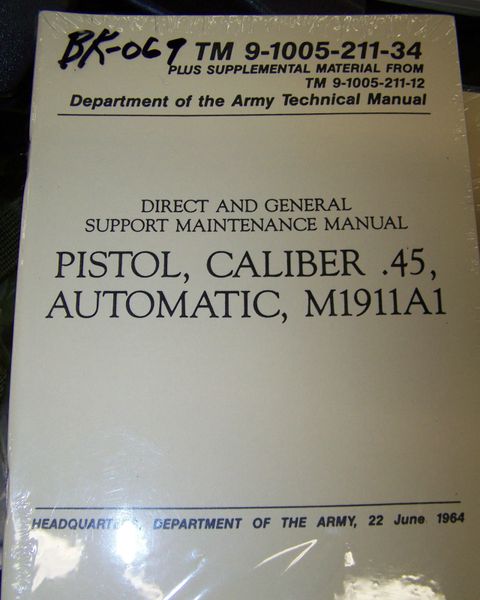 BK-069 TM 9-1005-211-34
PLUS SUPPLEMENTAL MATERIAL FROM
TM 9-1005-211-12
Department of the Army Technical Manual
DIRECT AND GENERAL
SUPPORT MAINTENANCE MANUAL
PISTOL, CALIBER .45,
AUTOMATIC, M1911A1
HEADQUARTERS, DEPARTMENT OF THE ARMY, 22 June 1964